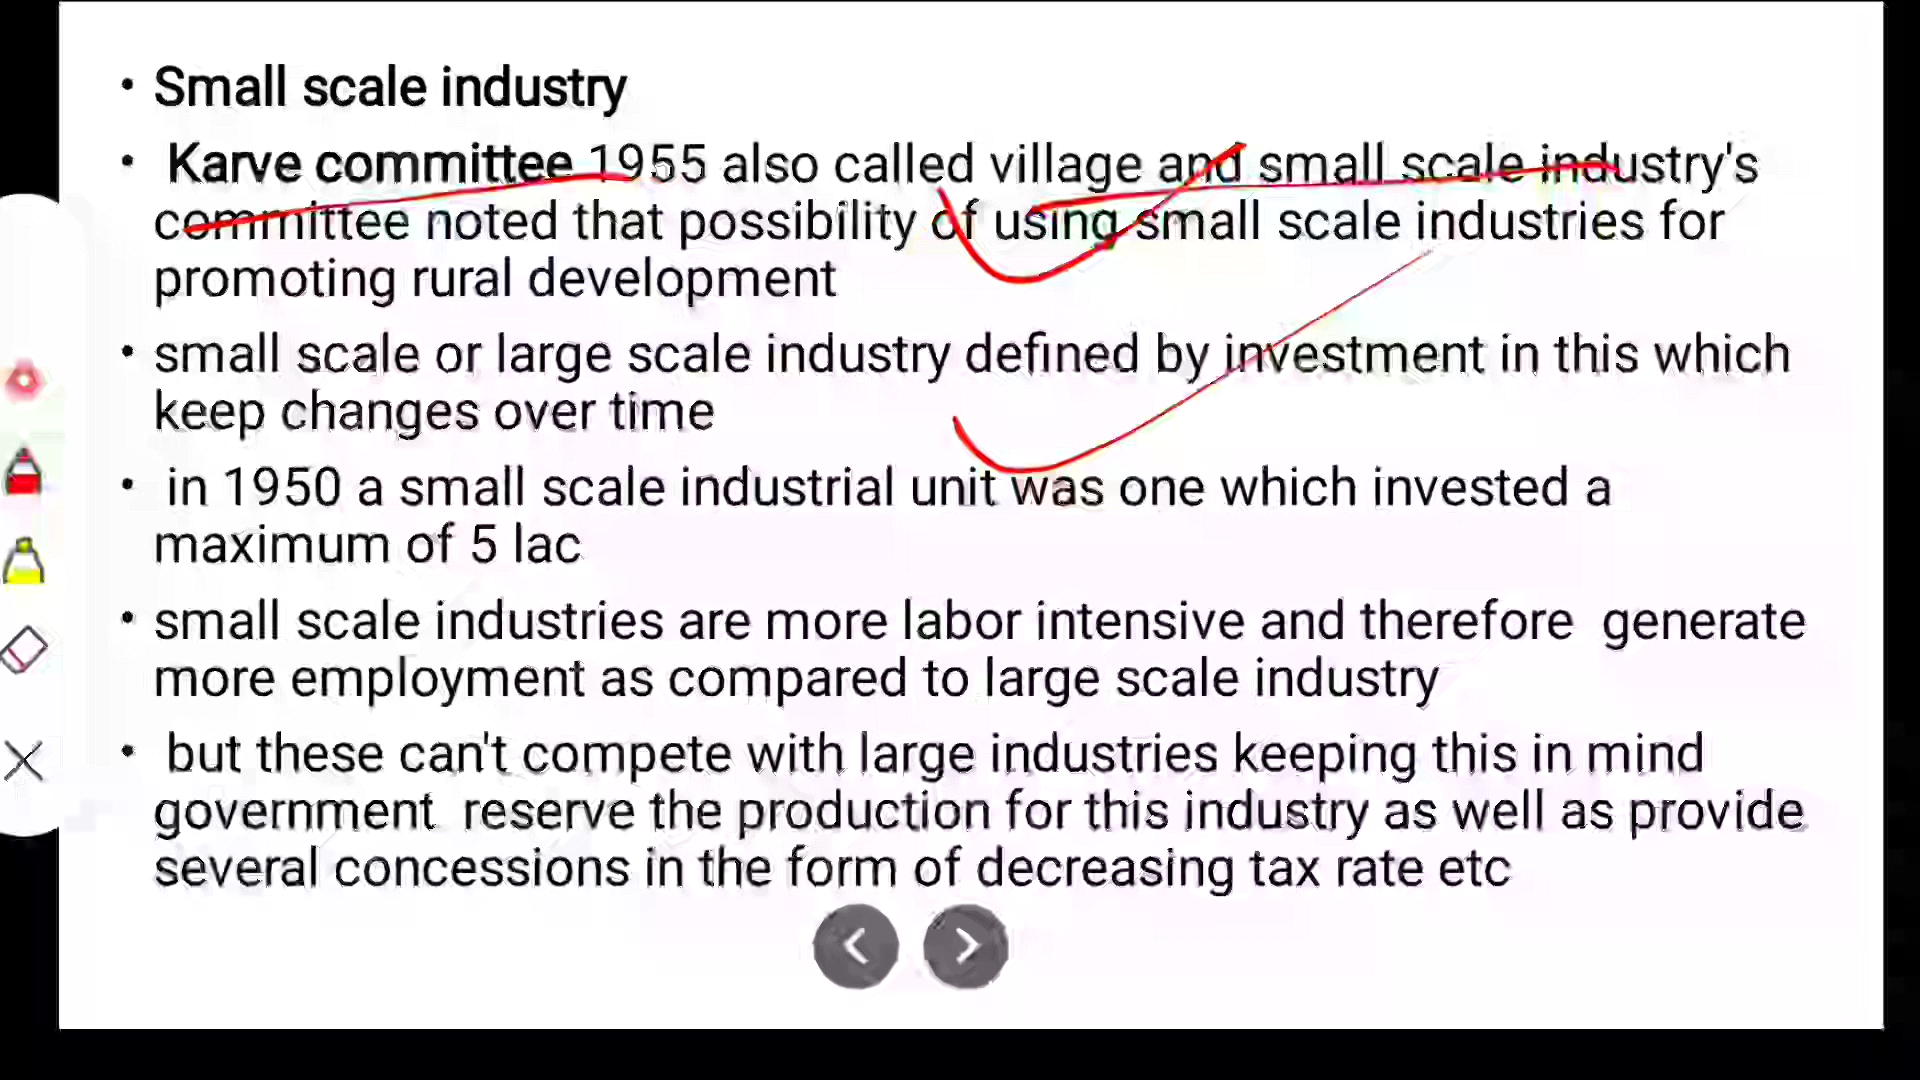 • Small scale industry
• Karve committee 1955 also called village and small scale industry's
committee noted that possibility of using small scale industries for
promoting rural development
• small scale or large scale industry defined by investment in this which
keep changes over time
• in 1950 a small scale industrial unit was one which invested a
maximum of 5 lac
• small scale industries are more labor intensive and therefore generate
more employment as compared to large scale industry
• but these can't compete with large industries keeping this in mind
government reserve the production for this industry as well as provide
several concessions in the form of decreasing tax rate etc